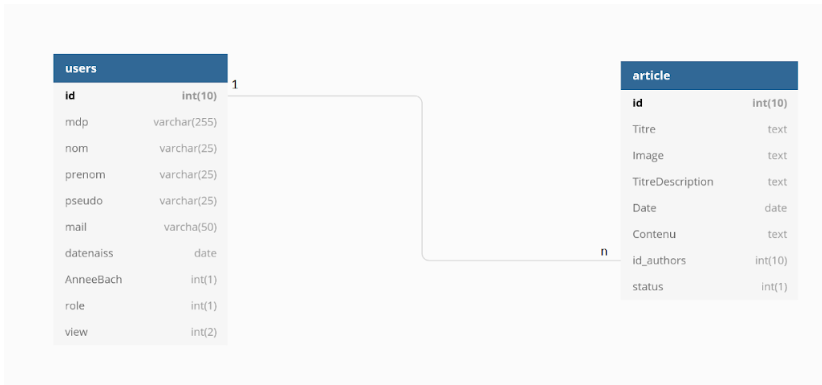 users
id int(10)
mdp varchar(255)
nom varchar(25)
prenom varchar(25)
pseudo varchar(25)
mail varcha(50)
datenaiss date
AnneeBach int(1)
role int(1)
view int(2)
1
n
article
id int(10)
Titre text
Image text
TitreDescription text
Date date
Contenu text
id_authors int(10)
status int(1)